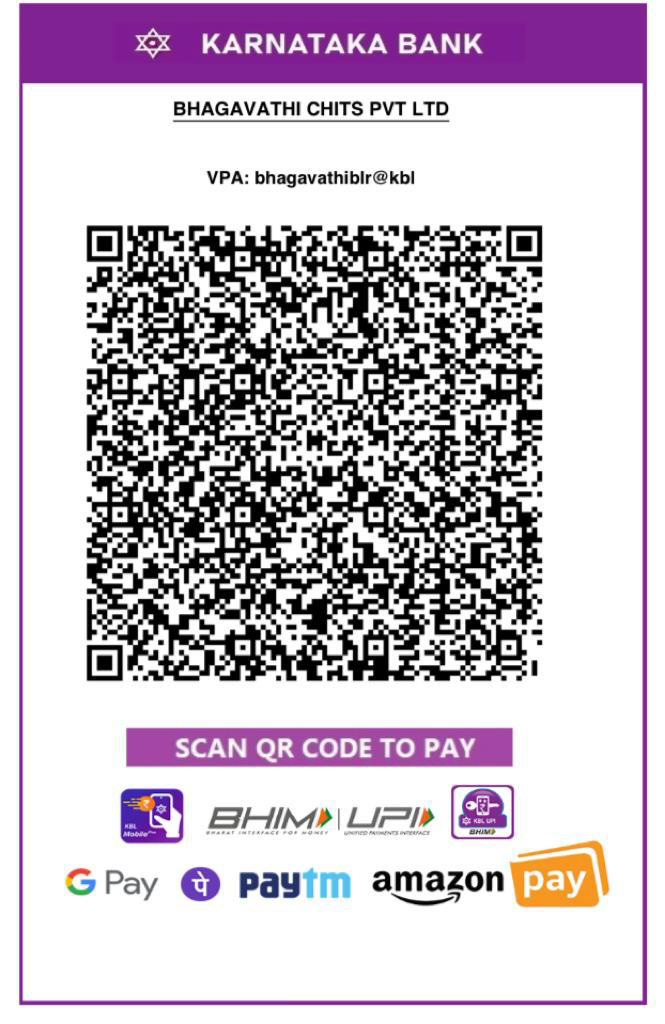 KARNATAKA BANK
BHAGAVATHI CHITS PVT LTD
VPA: bhagavathiblr@kbl
SCAN QR CODE TO PAY
KBL
Mobile Plus
BHIM UPI
BHARAT INTERFACE FOR MONEY UNIFIED PAYMENTS INTERFACE
KBL UPI
BHIM
G Pay पे paytm amazon pay